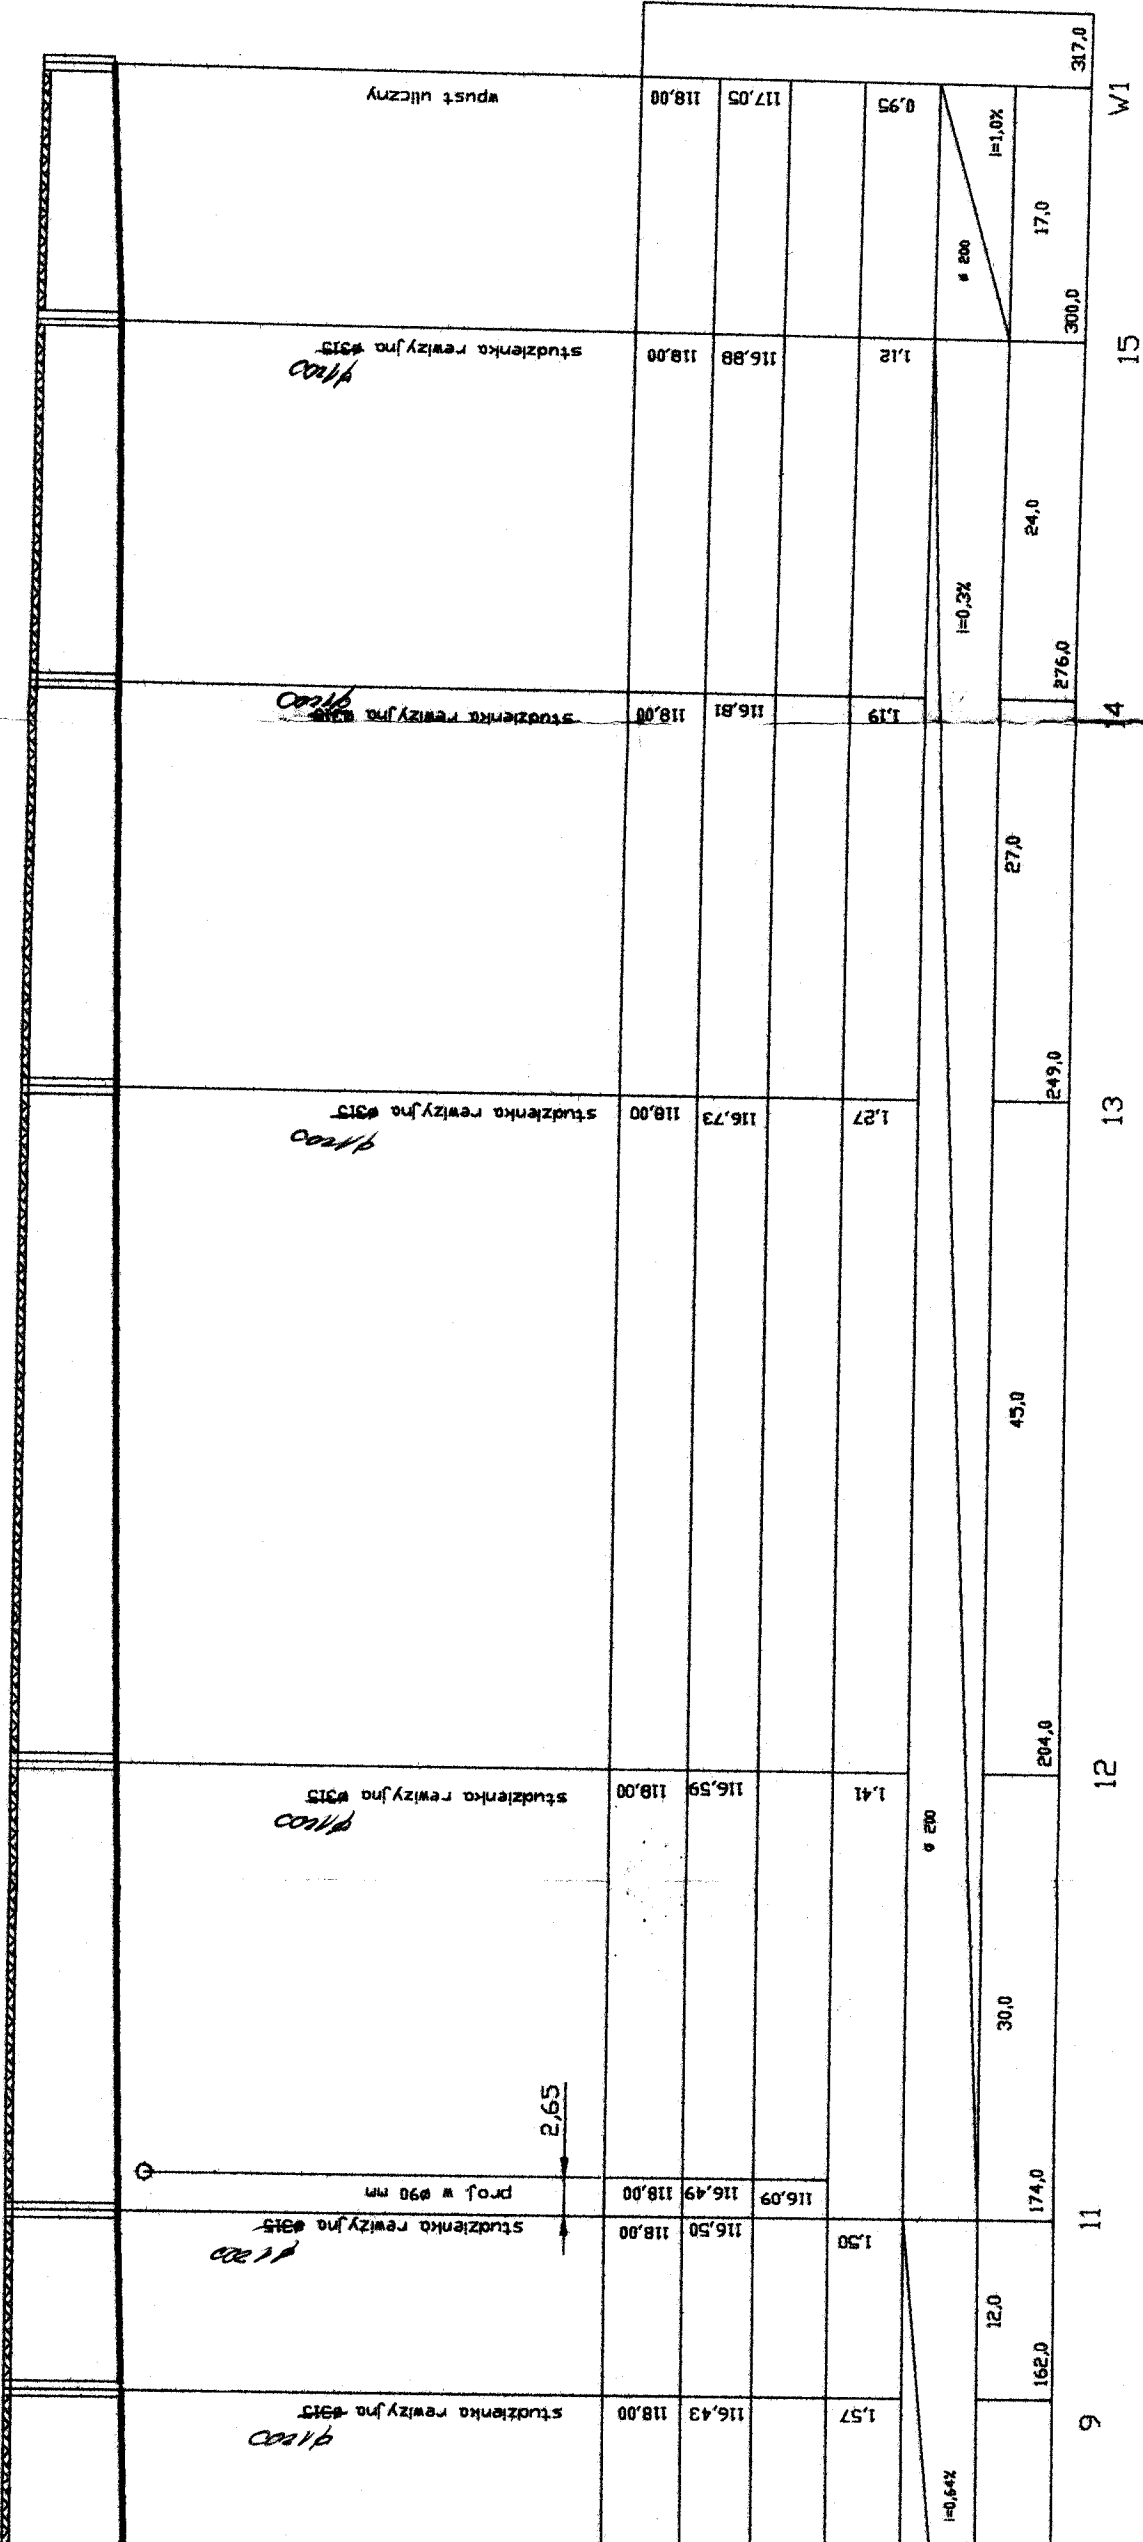 317,0
wpust uliczny
118,00
117,05
0,95
i=1,0%
W1
17,0
ø 200
300,0
studzienka rewizyjna ø315
ø1200
118,00
116,88
1,12
15
24,0
i=0,3%
276,0
studzienka rewizyjna ø315
ø1200
118,00
116,81
1,19
14
27,0
249,0
studzienka rewizyjna ø315
ø1200
118,00
116,73
1,27
13
45,0
204,0
studzienka rewizyjna ø315
ø1200
118,00
116,59
1,41
12
ø 200
30,0
2,65
174,0
proj. w ø90 mm
118,00
116,49
116,09
studzienka rewizyjna ø315
ø1200
118,00
116,50
1,50
11
12,0
162,0
studzienka rewizyjna ø315
ø1200
118,00
116,43
1,57
9
i=0,64%